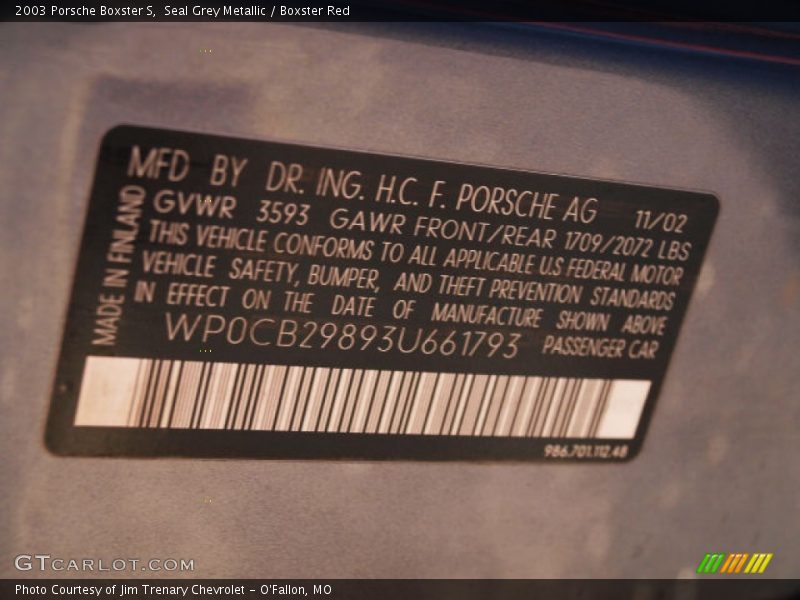 2003 Porsche Boxster S,  Seal Grey Metallic / Boxster Red
MFD BY DR. ING. H.C. F. PORSCHE AG 11/02
GVWR 3593 GAWR FRONT/REAR 1709/2072 LBS
THIS VEHICLE CONFORMS TO ALL APPLICABLE U.S FEDERAL MOTOR
VEHICLE SAFETY, BUMPER, AND THEFT PREVENTION STANDARDS
IN EFFECT ON THE DATE OF MANUFACTURE SHOWN ABOVE
WP0CB29893U661793 PASSENGER CAR
MADE IN FINLAND
986.701.112.48
GTCARLOT.COM
Photo Courtesy of Jim Trenary Chevrolet - O'Fallon, MO